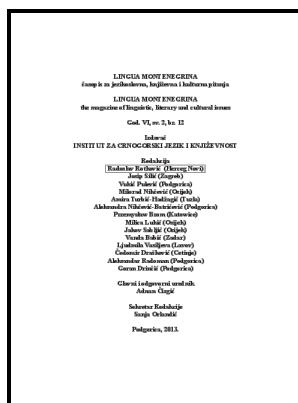 LINGUA MONTENEGRINA
časopis za jezikoslovna, književna i kulturna pitanja
LINGUA MONTENEGRINA
the magazine of linguistic, literary and cultural issues
God. VI, sv. 2, br. 12
Izdavač
INSTITUT ZA CRNOGORSKI JEZIK I KNJIŽEVNOST
Redakcija
Radoslav Rotković (Herceg Novi)
Josip Silić (Zagreb)
Vukić Pulević (Podgorica)
Milorad Nikčević (Osijek)
Amira Turbić-Hadžagić (Tuzla)
Aleksandra Nikčević-Batrićević (Podgorica)
Przemysław Brom (Katowice)
Milica Lukić (Osijek)
Jakov Sabljić (Osijek)
Vanda Babić (Zadar)
Ljudmila Vasiljeva (Lavov)
Čedomir Drašković (Cetinje)
Aleksandar Radoman (Podgorica)
Goran Drinčić (Podgorica)
Glavni i odgovorni urednik
Adnan Čirgić
Sekretar Redakcije
Sanja Orlandić
Podgorica, 2013.